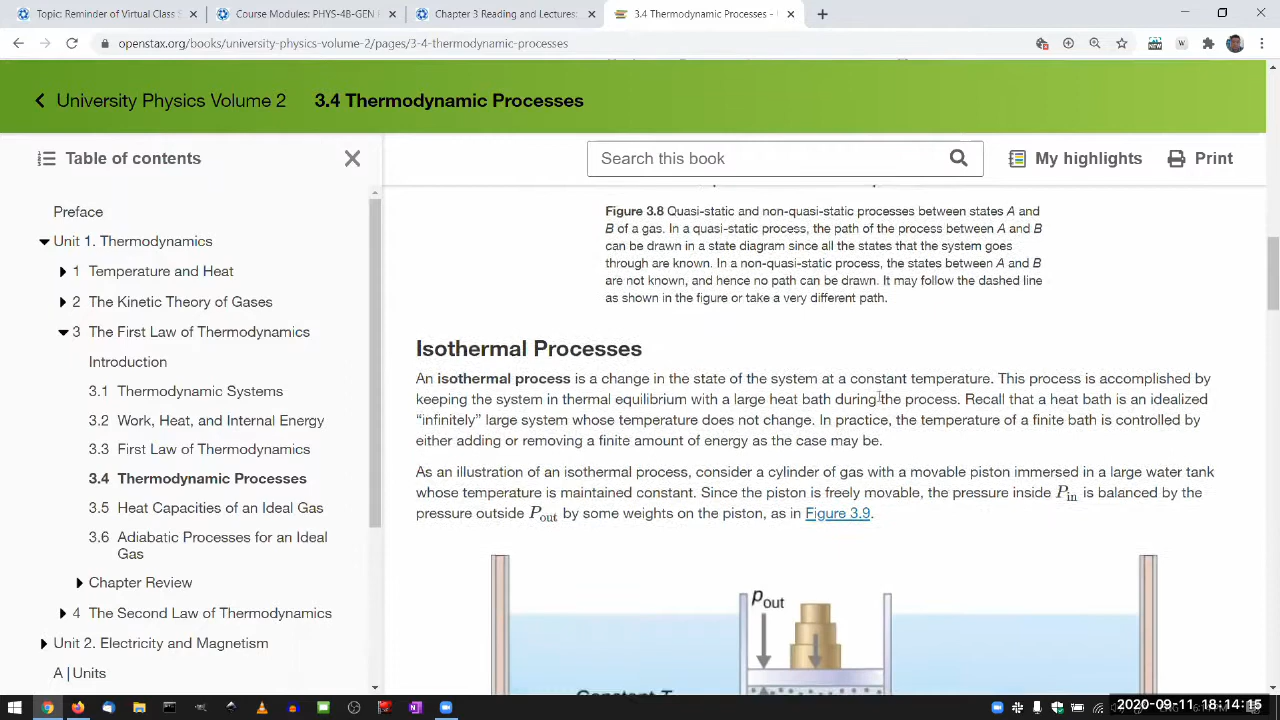 Topic: Reminder of Virtual Class S
Course Modules: PHYS-4B-GEN P
Chapter 3 Reading and Lectures:
3.4 Thermodynamic Processes -
openstax.org/books/university-physics-volume-2/pages/3-4-thermodynamic-processes
NEW
W
University Physics Volume 2
3.4 Thermodynamic Processes
Table of contents
Search this book
My highlights
Print
Preface
Unit 1. Thermodynamics
1 Temperature and Heat
2 The Kinetic Theory of Gases
3 The First Law of Thermodynamics
Introduction
3.1 Thermodynamic Systems
3.2 Work, Heat, and Internal Energy
3.3 First Law of Thermodynamics
3.4 Thermodynamic Processes
3.5 Heat Capacities of an Ideal Gas
3.6 Adiabatic Processes for an Ideal
Gas
Chapter Review
4 The Second Law of Thermodynamics
Unit 2. Electricity and Magnetism
A | Units
Figure 3.8 Quasi-static and non-quasi-static processes between states A and
B of a gas. In a quasi-static process, the path of the process between A and B
can be drawn in a state diagram since all the states that the system goes
through are known. In a non-quasi-static process, the states between A and B
are not known, and hence no path can be drawn. It may follow the dashed line
as shown in the figure or take a very different path.
Isothermal Processes
An isothermal process is a change in the state of the system at a constant temperature. This process is accomplished by
keeping the system in thermal equilibrium with a large heat bath during the process. Recall that a heat bath is an idealized
“infinitely” large system whose temperature does not change. In practice, the temperature of a finite bath is controlled by
either adding or removing a finite amount of energy as the case may be.
As an illustration of an isothermal process, consider a cylinder of gas with a movable piston immersed in a large water tank
whose temperature is maintained constant. Since the piston is freely movable, the pressure inside Pin is balanced by the
pressure outside Pout by some weights on the piston, as in Figure 3.9.
pout
Constant T
2020-09-11 18:14:15